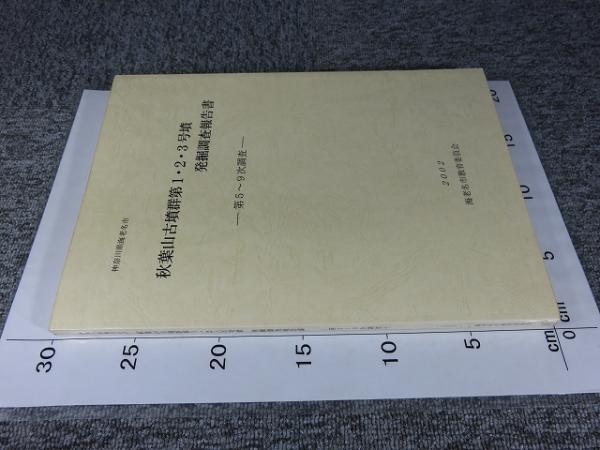 神奈川県海老名市
秋葉山古墳群第1・2・3号墳
発掘調査報告書
―第5～9次調査―
2002
海老名市教育委員会
30
25
20
15
10
5
cm
0
cm
5
10
15
20